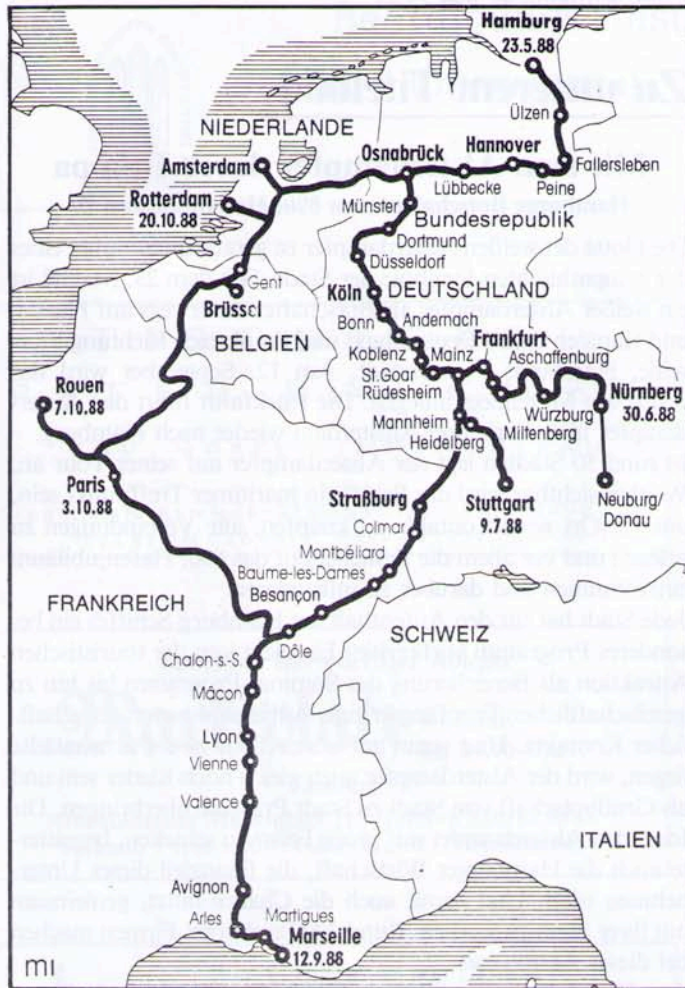 Hamburg
23.5.88
Ülzen
NIEDERLANDE
Amsterdam
Osnabrück
Hannover
Fallersleben
Lübbecke
Peine
Rotterdam
20.10.88
Münster
Bundesrepublik
Dortmund
Düsseldorf
Gent
Brüssel
Köln
DEUTSCHLAND
Bonn
Andernach
BELGIEN
Koblenz
Mainz
Frankfurt
Aschaffenburg
St.Goar
Rüdesheim
Rouen
7.10.88
Nürnberg
30.6.88
Würzburg
Miltenberg
Mannheim
Heidelberg
Paris
3.10.88
Straßburg
Stuttgart
9.7.88
Neuburg/
Donau
Colmar
Montbéliard
Baume-les-Dames
Besançon
FRANKREICH
SCHWEIZ
Dôle
Chalon-s.-S.
Mâcon
Lyon
Vienne
Valence
ITALIEN
Avignon
Arles
Martigues
Marseille
12.9.88
mı